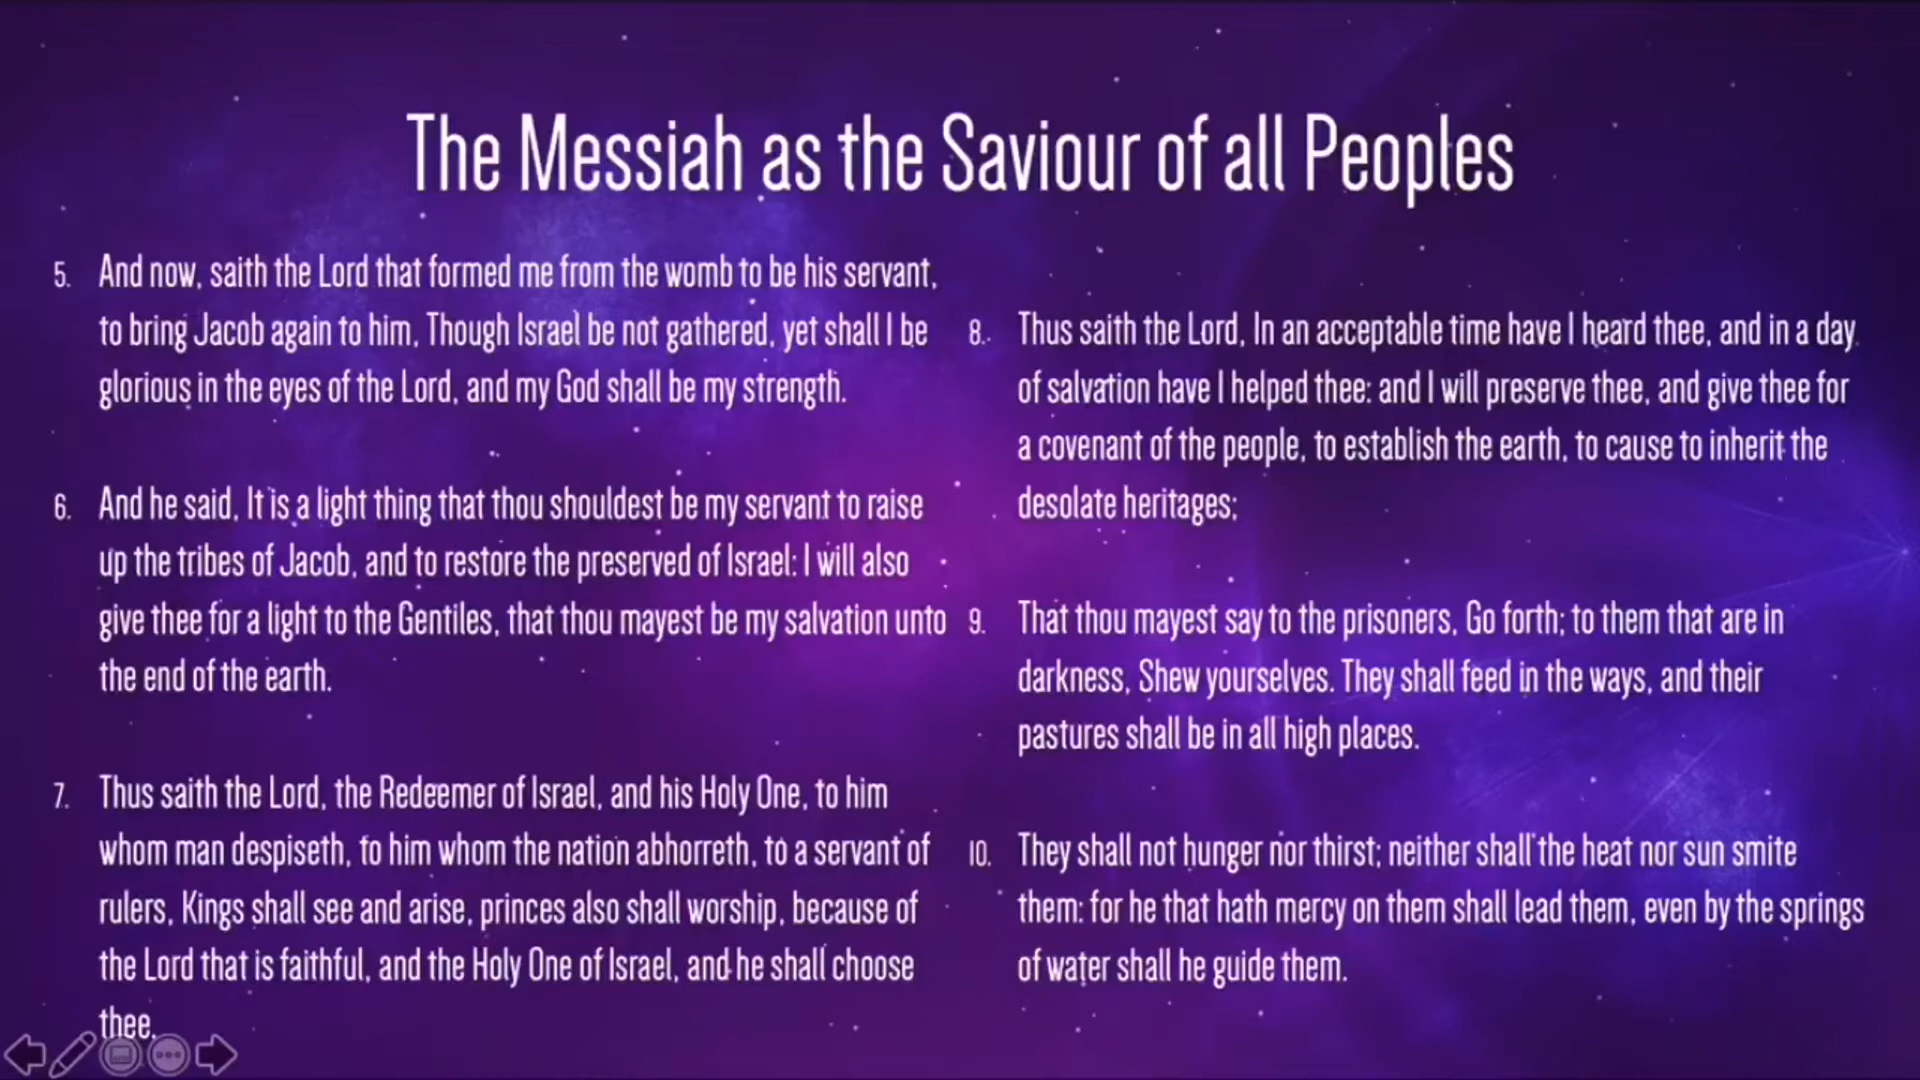 The Messiah as the Saviour of all Peoples
5. And now, saith the Lord that formed me from the womb to be his servant,
to bring Jacob again to him, Though Israel be not gathered, yet shall I be
glorious in the eyes of the Lord, and my God shall be my strength.
6. And he said, It is a light thing that thou shouldest be my servant to raise
up the tribes of Jacob, and to restore the preserved of Israel: I will also
give thee for a light to the Gentiles, that thou mayest be my salvation unto
the end of the earth.
7. Thus saith the Lord, the Redeemer of Israel, and his Holy One, to him
whom man despiseth, to him whom the nation abhorreth, to a servant of
rulers, Kings shall see and arise, princes also shall worship, because of
the Lord that is faithful, and the Holy One of Israel, and he shall choose
thee.
8. Thus saith the Lord, In an acceptable time have I heard thee, and in a day
of salvation have I helped thee: and I will preserve thee, and give thee for
a covenant of the people, to establish the earth, to cause to inherit the
desolate heritages;
9. That thou mayest say to the prisoners, Go forth; to them that are in
darkness, Shew yourselves. They shall feed in the ways, and their
pastures shall be in all high places.
10. They shall not hunger nor thirst; neither shall the heat nor sun smite
them: for he that hath mercy on them shall lead them, even by the springs
of water shall he guide them.